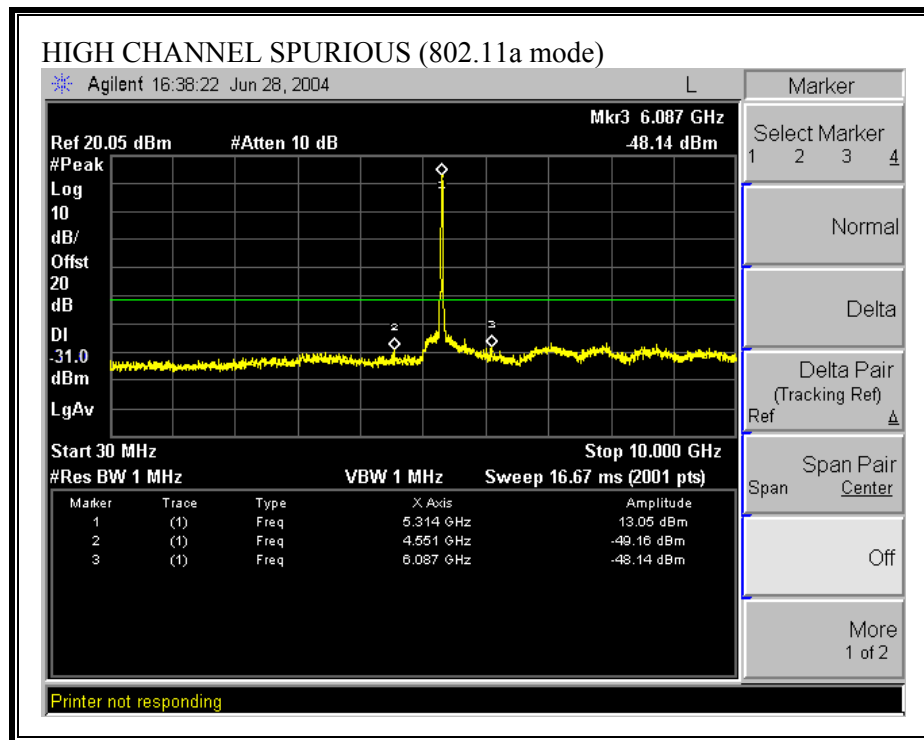 HIGH CHANNEL SPURIOUS (802.11a mode)
Agilent 16:38:22 Jun 28, 2004 L
Mkr3 6.087 GHz
Ref 20.05 dBm #Atten 10 dB -48.14 dBm
#Peak
Log
10
dB/
Offst
20
dB
DI
-31.0
dBm
LgAv
1
2
3
Start 30 MHz Stop 10.000 GHz
#Res BW 1 MHz VBW 1 MHz Sweep 16.67 ms (2001 pts)
Marker Trace Type X Axis Amplitude
1 (1) Freq 5.314 GHz 13.05 dBm
2 (1) Freq 4.551 GHz -49.16 dBm
3 (1) Freq 6.087 GHz -48.14 dBm
Printer not responding
Marker
Select Marker
1 2 3 4
Normal
Delta
Delta Pair
(Tracking Ref)
Ref Δ
Span Pair
Span Center
Off
More
1 of 2